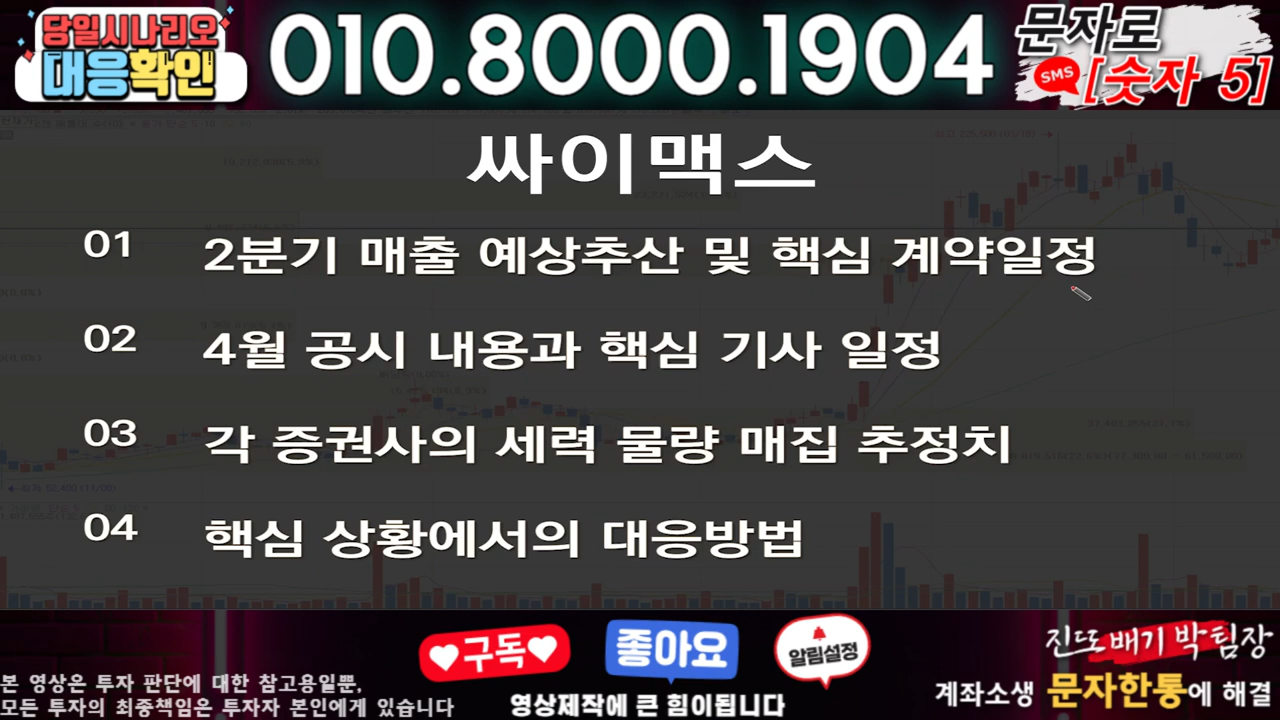 당일시나리오
대응확인
010.8000.1904
문자로
SMS [숫자 5]
싸이맥스
01 2분기 매출 예상추산 및 핵심 계약일정
02 4월 공시 내용과 핵심 기사 일정
03 각 증권사의 세력 물량 매집 추정치
04 핵심 상황에서의 대응방법
구독
좋아요
알림설정
영상제작에 큰 힘이됩니다
본 영상은 투자 판단에 대한 참고용일뿐,
모든 투자의 최종책임은 투자자 본인에게 있습니다
진또배기 박팀장
계좌소생 문자한통에 해결